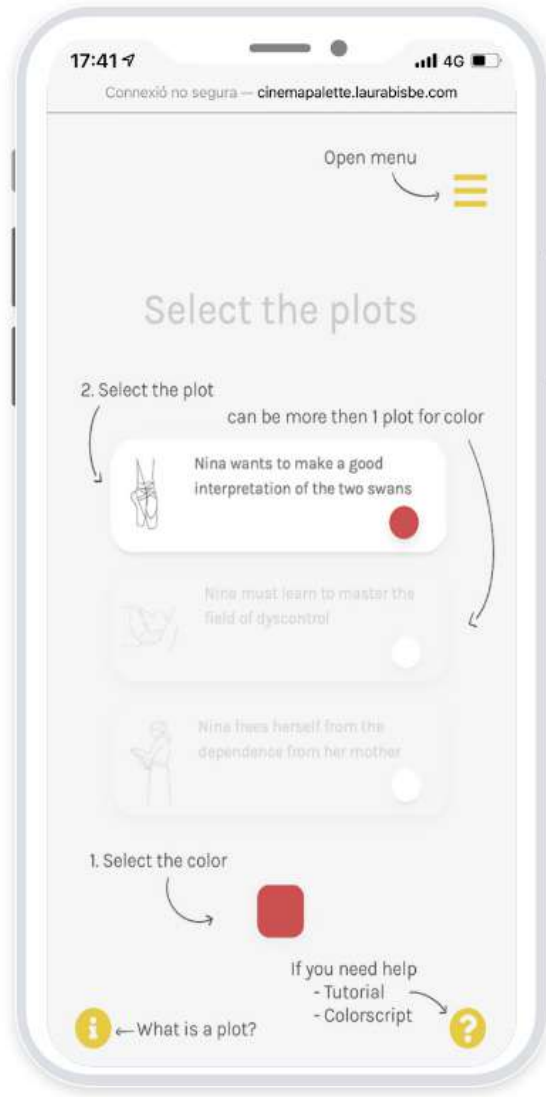 17:41
4G
Connexió no segura — cinemapalette.laurabisbe.com
Open menu
Select the plots
2. Select the plot
can be more then 1 plot for color
Nina wants to make a good
interpretation of the two swans
Nina must learn to master the
field of dyscontrol
Nina frees herself from the
dependence from her mother
1. Select the color
If you need help
- Tutorial
- Colorscript
i
←What is a plot?
?